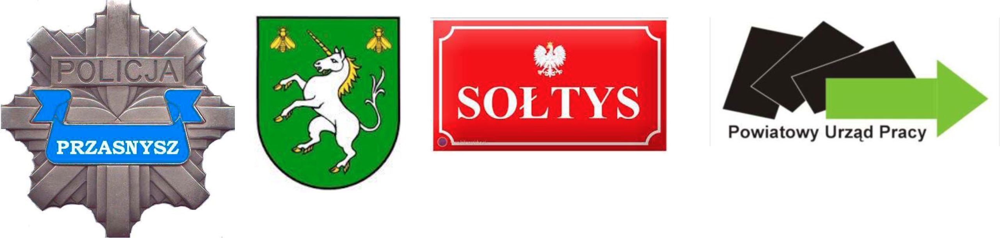 POLICJA
PRZASNYSZ
SOŁTYS
Powiatowy Urząd Pracy